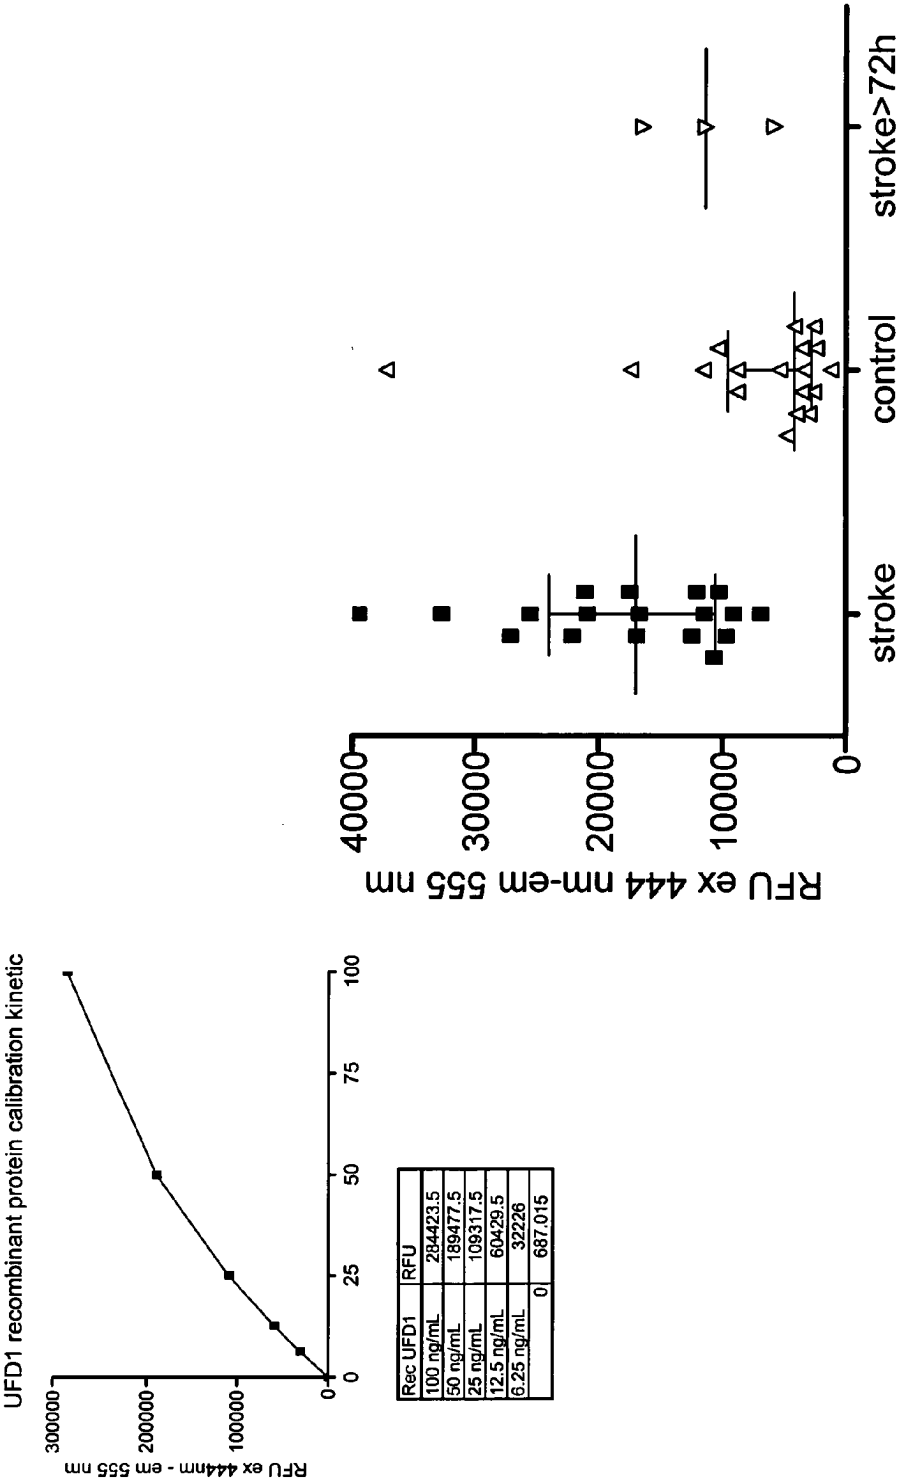 UFD1 recombinant protein calibration kinetic
RFU ex 444nm - em 555 nm
300000
200000
100000
0
0
25
50
75
100
Rec UFD1 RFU
100 ng/mL 284423.5
50 ng/mL 189477.5
25 ng/mL 109317.5
12.5 ng/mL 60429.5
6.25 ng/mL 32226
0 687.015
RFU ex 444 nm-em 555 nm
40000
30000
20000
10000
0
stroke
control
stroke>72h